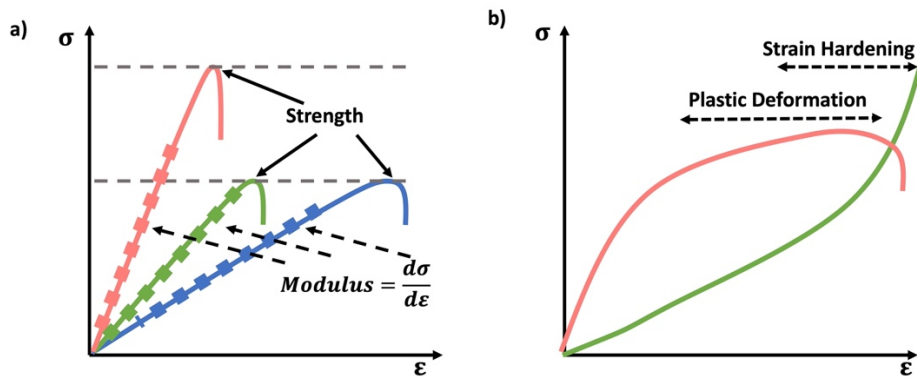 a)
σ
Strength
Modulus = dσ/dε
ε
b)
σ
Strain Hardening
Plastic Deformation
ε